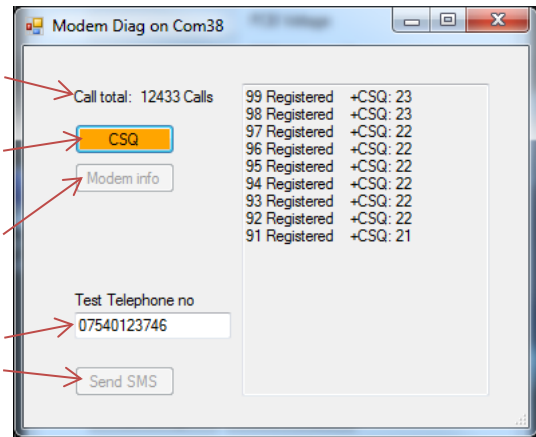 Modem Diag on Com38
Call total: 12433 Calls
CSQ
Modem info
99 Registered +CSQ: 23
98 Registered +CSQ: 23
97 Registered +CSQ: 22
96 Registered +CSQ: 22
95 Registered +CSQ: 22
94 Registered +CSQ: 22
93 Registered +CSQ: 22
92 Registered +CSQ: 22
91 Registered +CSQ: 21
Test Telephone no
07540123746
Send SMS